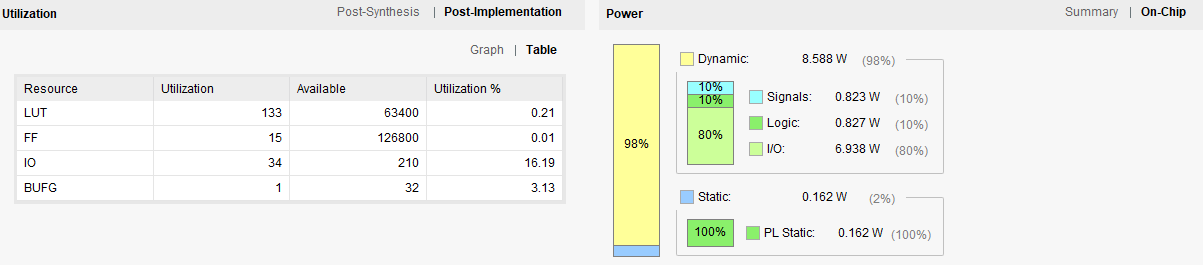 Utilization Post-Synthesis | Post-Implementation
Graph | Table
Resource Utilization Available Utilization %
LUT 133 63400 0.21
FF 15 126800 0.01
IO 34 210 16.19
BUFG 1 32 3.13
Power Summary | On-Chip
98%
Dynamic: 8.588 W (98%)
10% Signals: 0.823 W (10%)
10% Logic: 0.827 W (10%)
80% I/O: 6.938 W (80%)
Static: 0.162 W (2%)
100% PL Static: 0.162 W (100%)